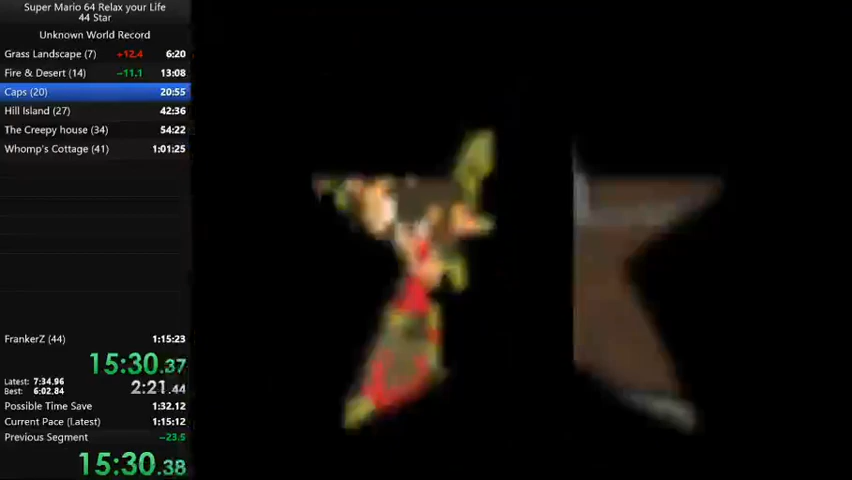 Super Mario 64 Relax your Life
44 Star
Unknown World Record
Grass Landscape (7) +12.4 6:20
Fire & Desert (14) −11.1 13:08
Caps (20) 20:55
Hill Island (27) 42:36
The Creepy house (34) 54:22
Whomp's Cottage (41) 1:01:25
FrankerZ (44) 1:15:23
15:30.37
Latest: 7:34.96
Best: 6:02.84
2:21.44
Possible Time Save 1:32.12
Current Pace (Latest) 1:15:12
Previous Segment −23.5
15:30.38